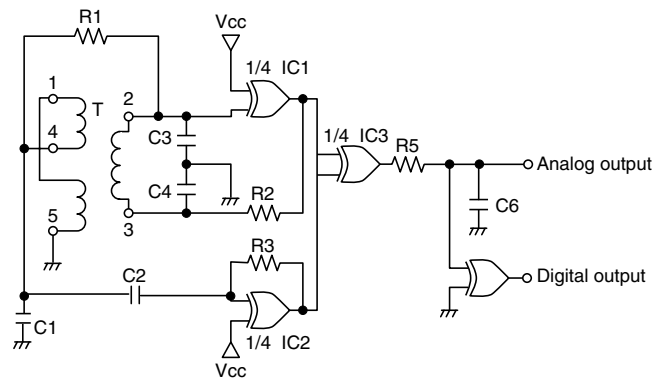 R1
Vcc
1/4 IC1
1
T
2
4
C3
1/4 IC3
R5
Analog output
C4
R2
C6
5
3
R3
C2
Digital output
C1
1/4 IC2
Vcc